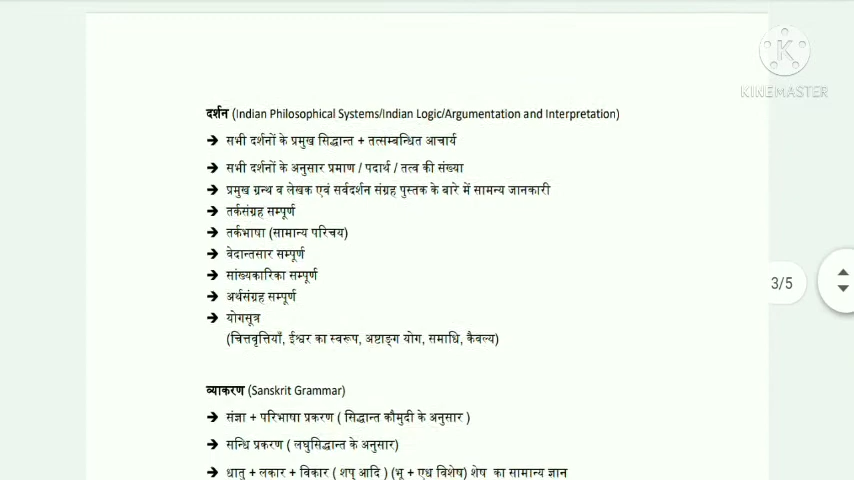 दर्शन (Indian Philosophical Systems/Indian Logic/Argumentation and Interpretation)
→ सभी दर्शनों के प्रमुख सिद्धान्त + तत्सम्बन्धित आचार्य
→ सभी दर्शनों के अनुसार प्रमाण / पदार्थ / तत्व की संख्या
→ प्रमुख ग्रन्थ व लेखक एवं सर्वदर्शन संग्रह पुस्तक के बारे में सामन्य जानकारी
→ तर्कसंग्रह सम्पूर्ण
→ तर्कभाषा (सामान्य परिचय)
→ वेदान्तसार सम्पूर्ण
→ सांख्यकारिका सम्पूर्ण
→ अर्थसंग्रह सम्पूर्ण
→ योगसूत्र
(चित्तवृत्तियाँ, ईश्वर का स्वरूप, अष्टाङ्ग योग, समाधि, कैवल्य)
व्याकरण (Sanskrit Grammar)
→ संज्ञा + परिभाषा प्रकरण ( सिद्धान्त कौमुदी के अनुसार )
→ सन्धि प्रकरण ( लघुसिद्धान्त के अनुसार)
→ धातु + लकार + विकार ( शप् आदि ) (भू + एध विशेष) शेष का सामान्य ज्ञान
K
KINEMASTER
3/5